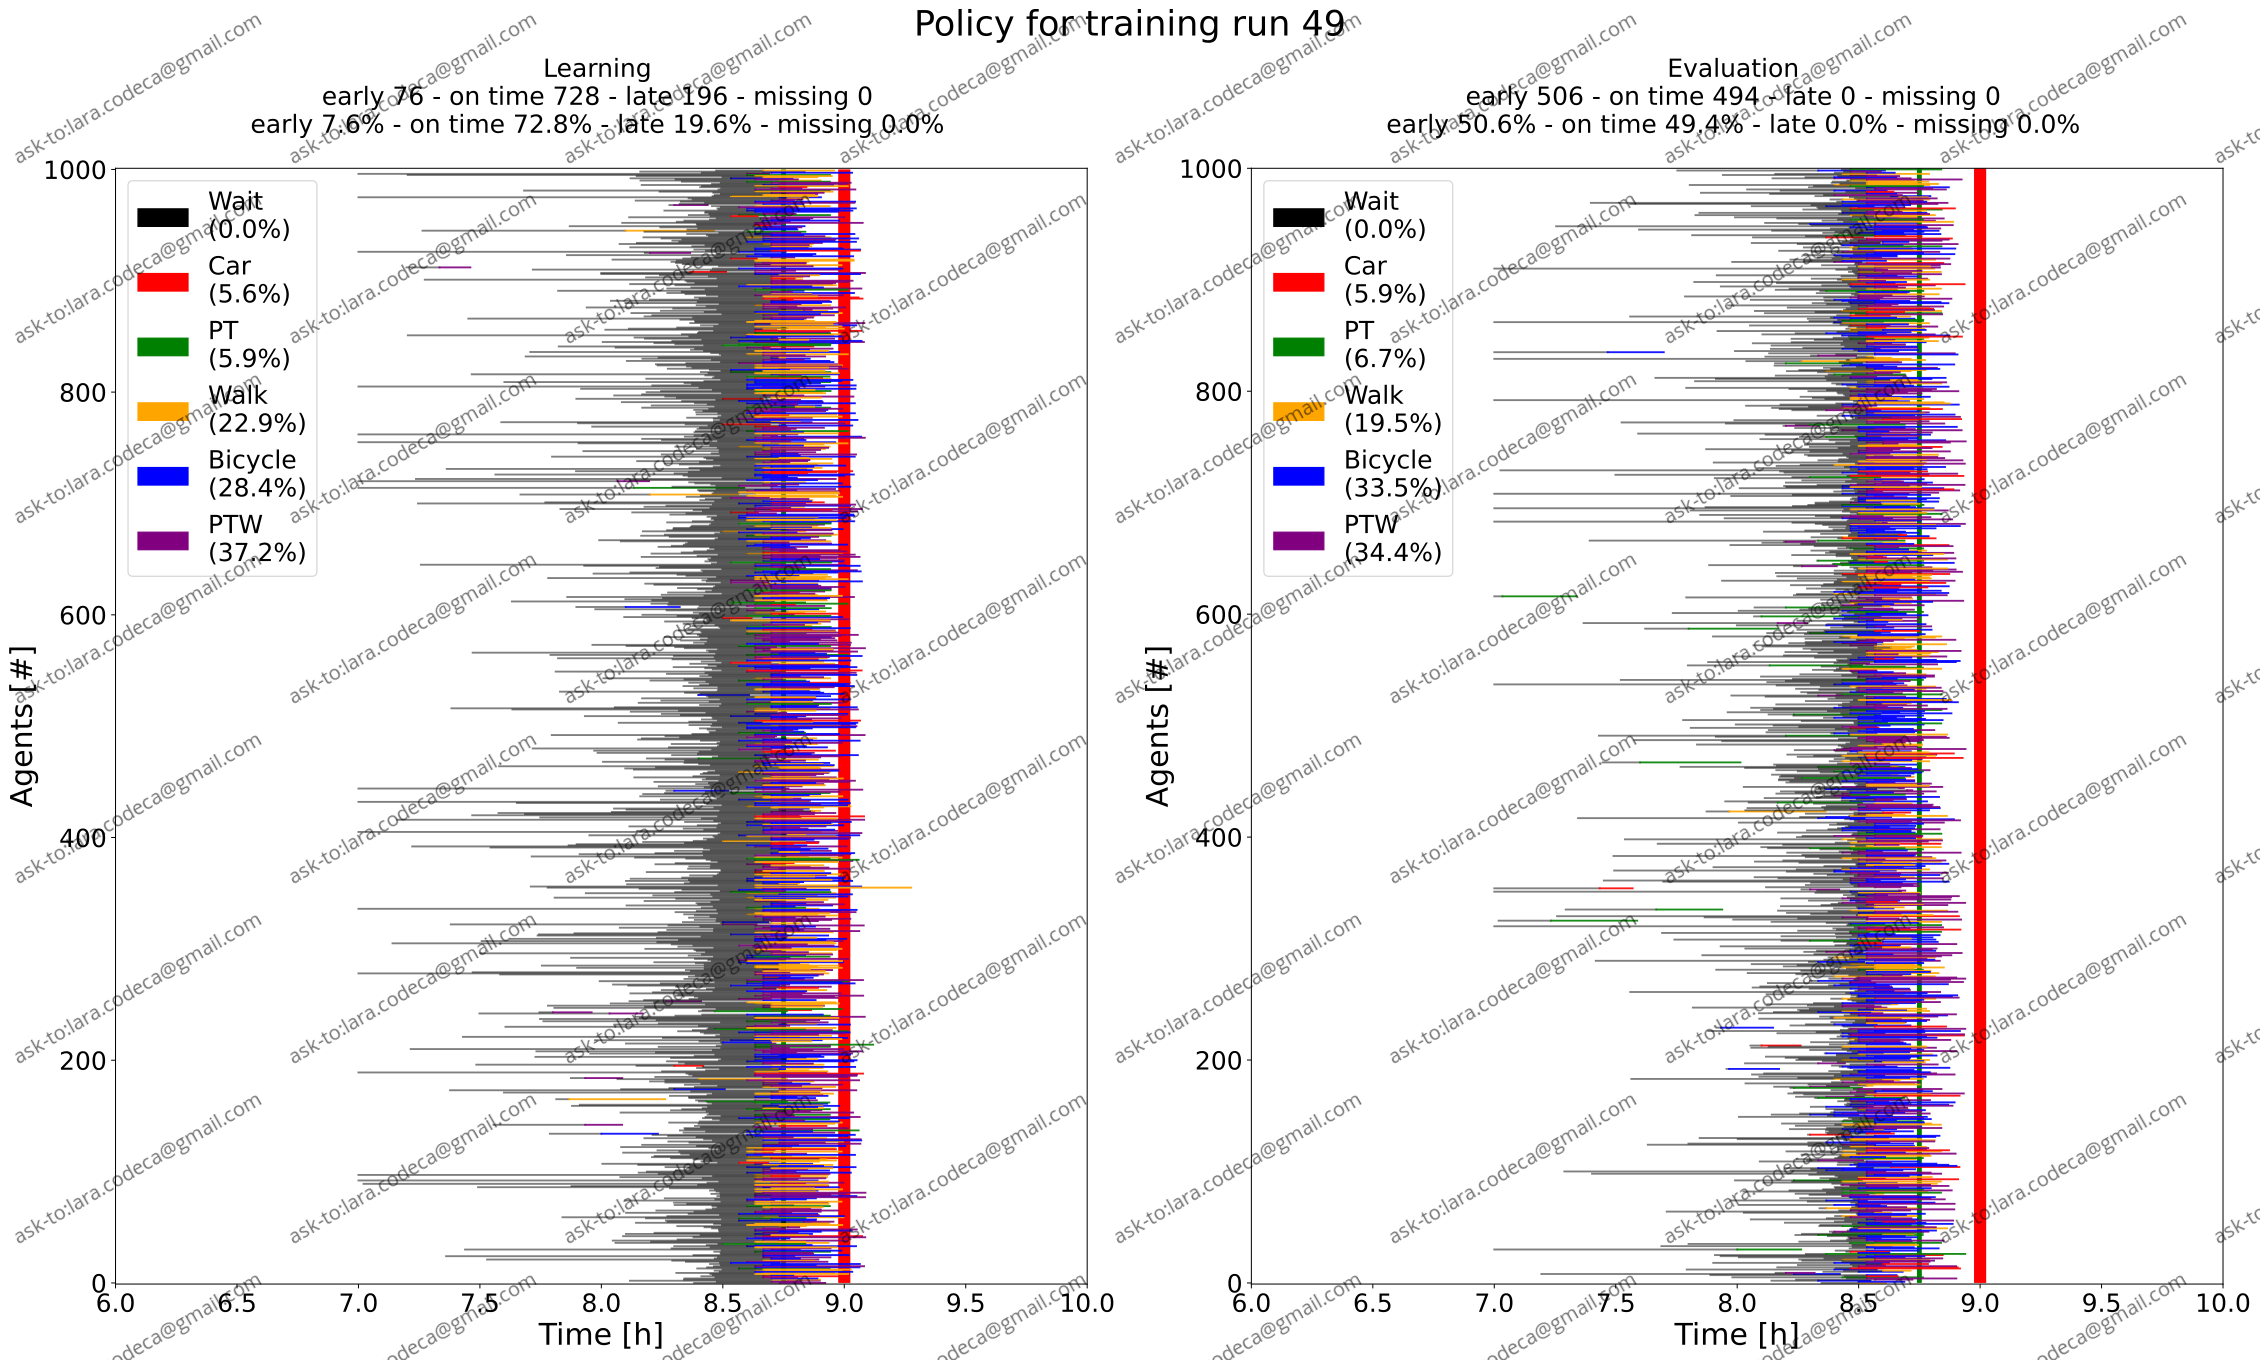 Policy for training run 49
Learning
early 76 - on time 728 - late 196 - missing 0
early 7.6% - on time 72.8% - late 19.6% - missing 0.0%
1000
800
600
400
200
0
Agents [#]
Wait
(0.0%)
Car
(5.6%)
PT
(5.9%)
Walk
(22.9%)
Bicycle
(28.4%)
PTW
(37.2%)
6.0 6.5 7.0 7.5 8.0 8.5 9.0 9.5 10.0
Time [h]
Evaluation
early 506 - on time 494 - late 0 - missing 0
early 50.6% - on time 49.4% - late 0.0% - missing 0.0%
1000
800
600
400
200
0
Agents [#]
Wait
(0.0%)
Car
(5.9%)
PT
(6.7%)
Walk
(19.5%)
Bicycle
(33.5%)
PTW
(34.4%)
6.0 6.5 7.0 7.5 8.0 8.5 9.0 9.5 10.0
Time [h]
ask-to:lara.codeca@gmail.com